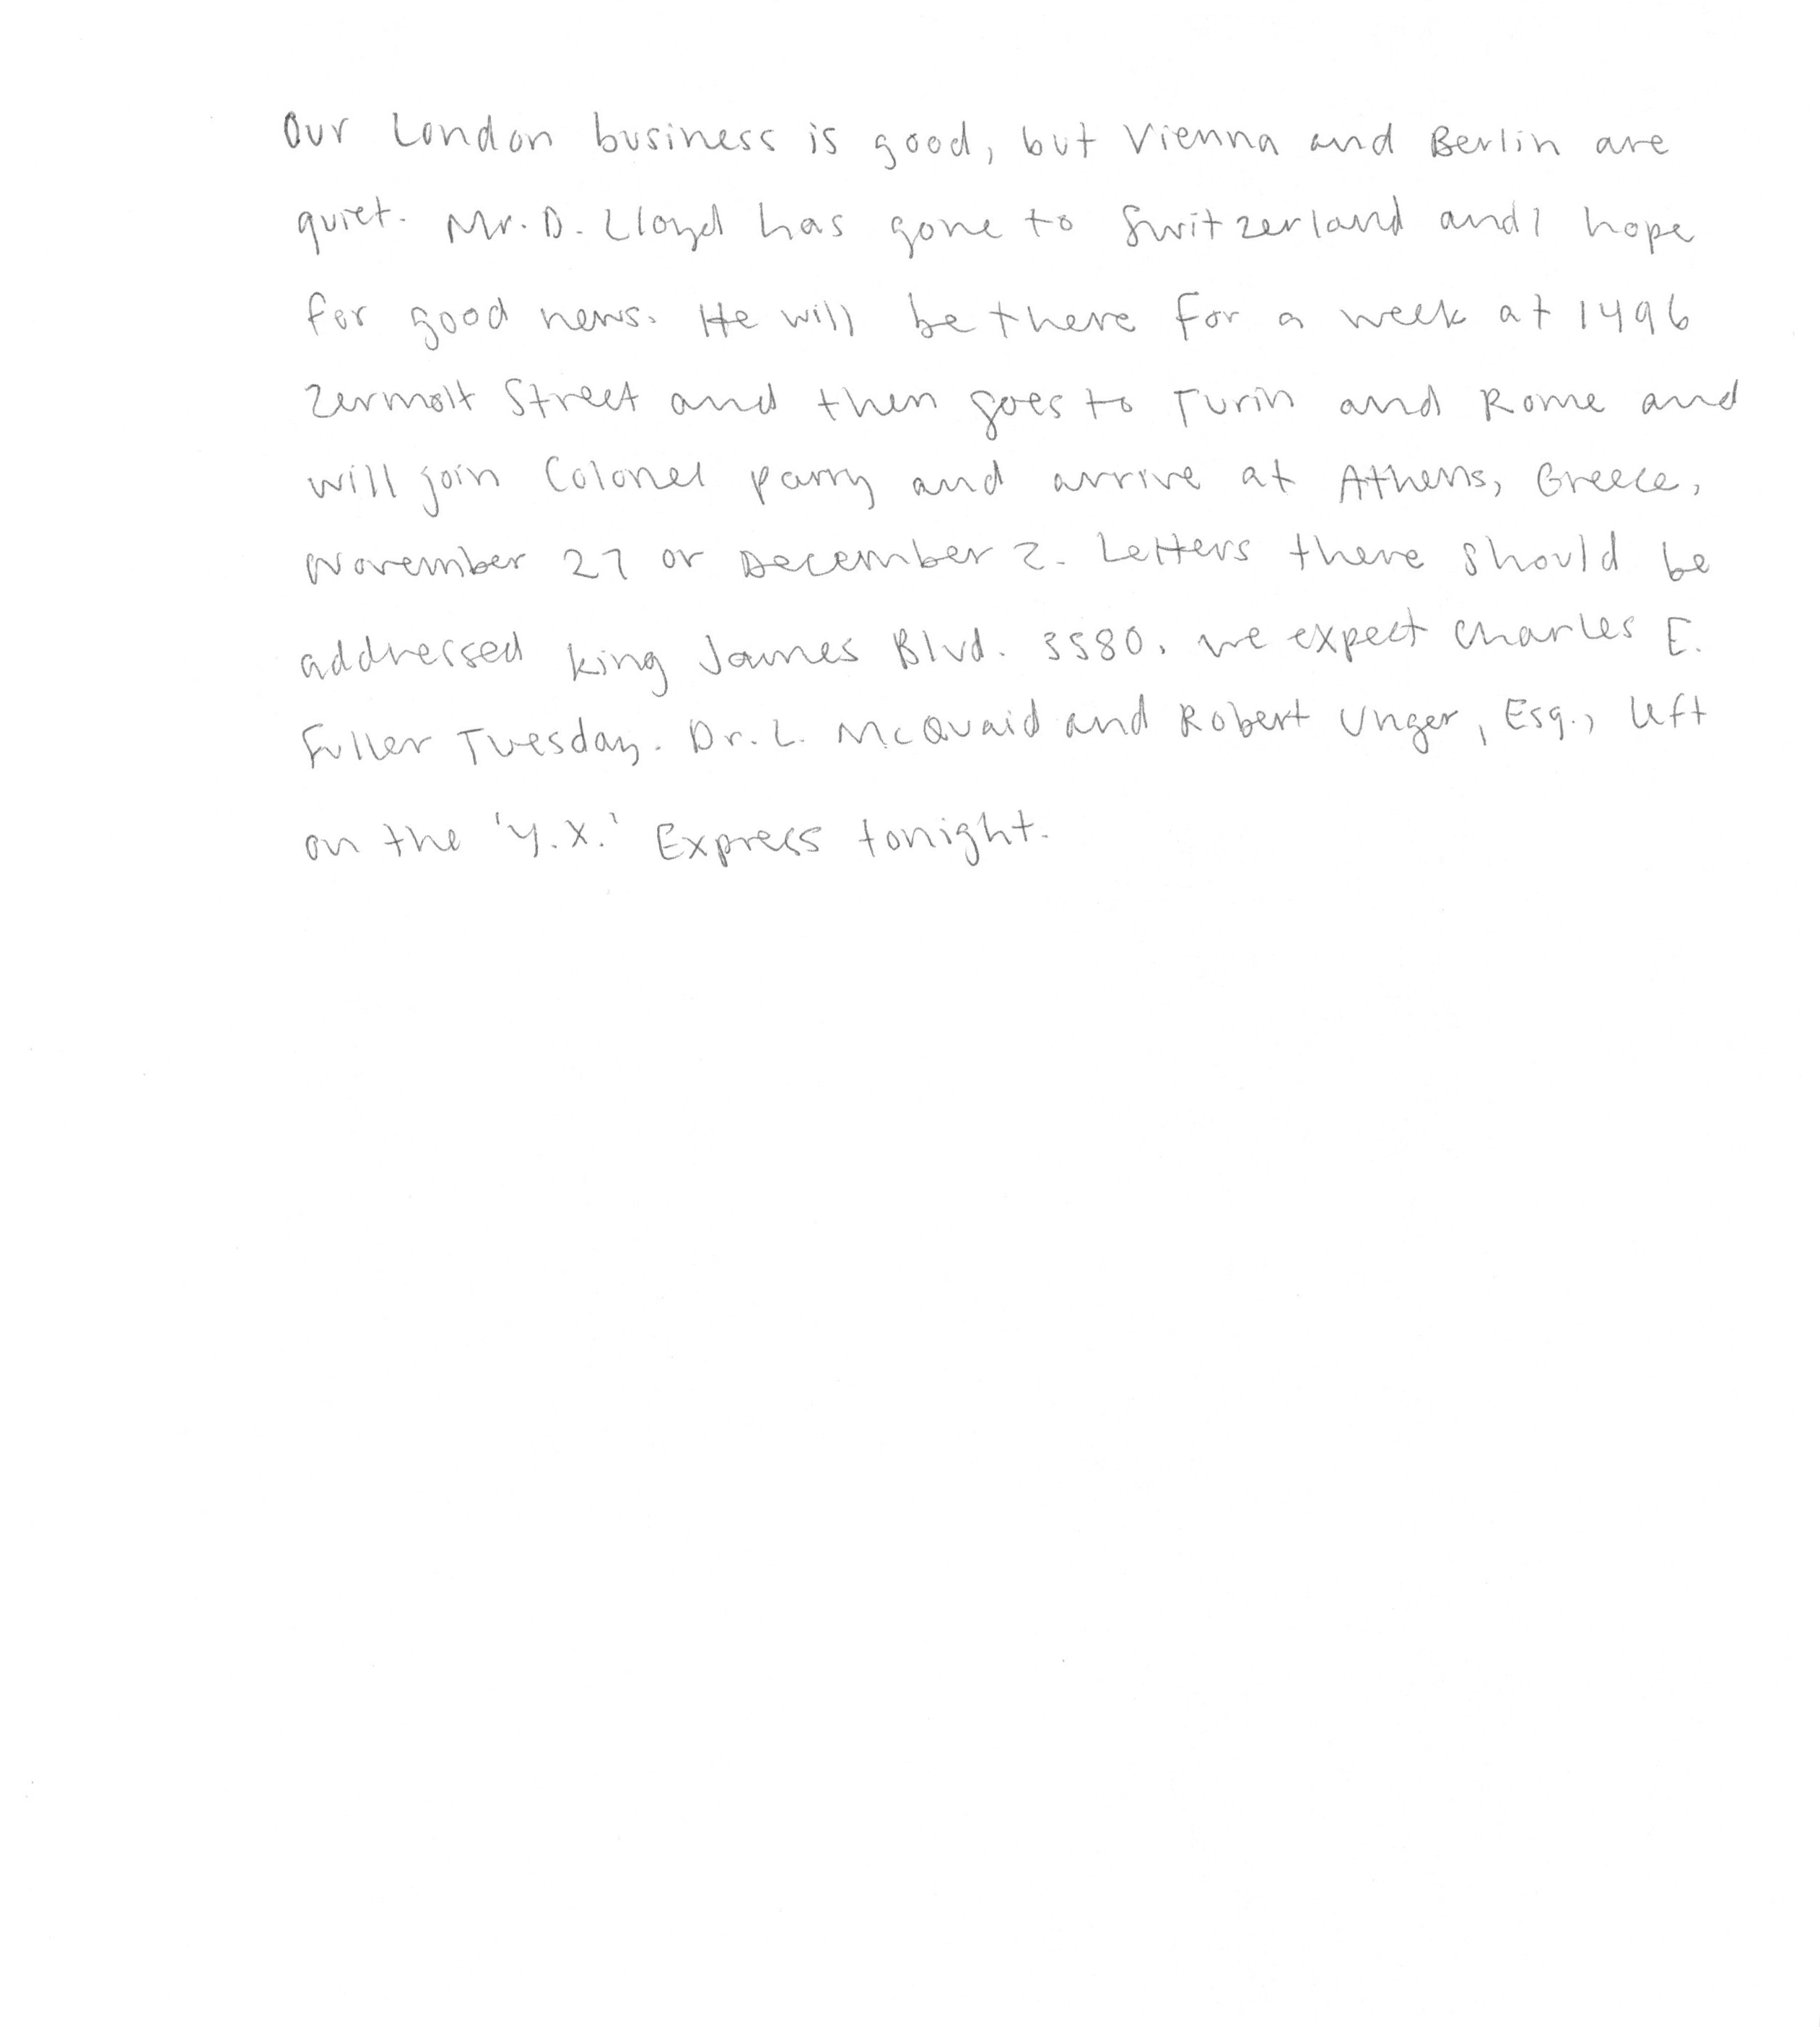 Our London business is good, but Vienna and Berlin are
quiet. Mr. D. Lloyd has gone to Switzerland and I hope
for good news. He will be there for a week at 1496
Zermott Street and then goes to Turin and Rome and
will join Colonel Parry and arrive at Athens, Greece,
November 27 or December 2. Letters there should be
addressed King James Blvd. 3580. We expect Charles E.
Fuller Tuesday. Dr. L. McQuaid and Robert Unger, Esq., left
on the 'Y.X.' Express tonight.